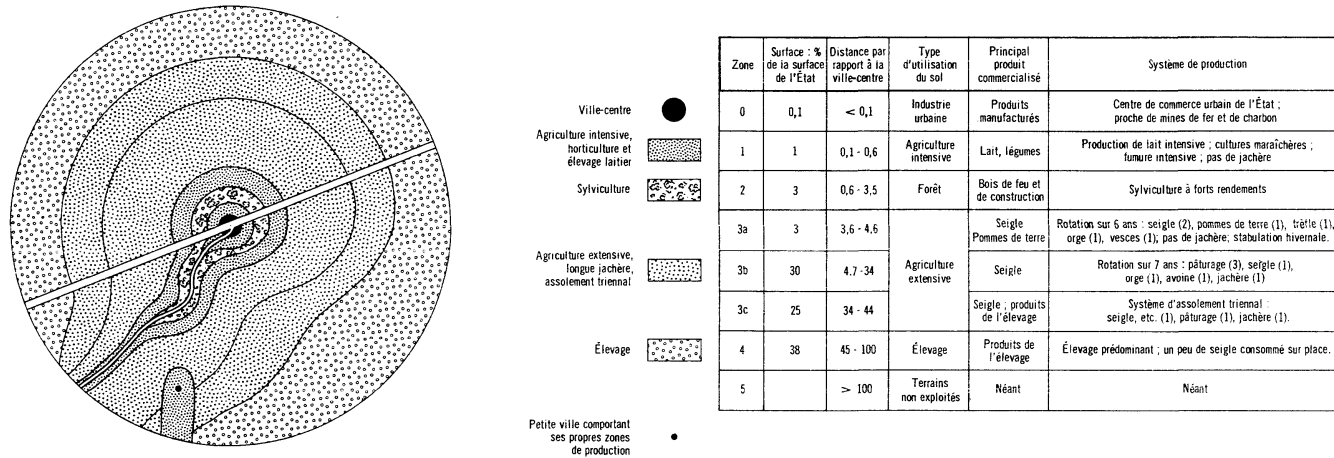 Ville-centre
Agriculture intensive,
horticulture et
élevage laitier
Sylviculture
Agriculture extensive,
longue jachère,
assolement triennal
Élevage
Petite ville comportant
ses propres zones
de production
Zone
Surface : %
de la surface
de l'État
Distance par
rapport à la
ville-centre
Type
d'utilisation
du sol
Principal
produit
commercialisé
Système de production
0
0,1
< 0,1
Industrie
urbaine
Produits
manufacturés
Centre de commerce urbain de l'État ;
proche de mines de fer et de charbon
1
1
0,1 - 0,6
Agriculture
intensive
Lait, légumes
Production de lait intensive ; cultures maraîchères ;
fumure intensive ; pas de jachère
2
3
0,6 - 3,5
Forêt
Bois de feu et
de construction
Sylviculture à forts rendements
3a
3
3,6 - 4,6
Agriculture
extensive
Seigle
Pommes de terre
Rotation sur 6 ans : seigle (2), pommes de terre (1), trèfle (1),
orge (1), vesces (1); pas de jachère; stabulation hivernale.
3b
30
4.7 - 34
Seigle
Rotation sur 7 ans : pâturage (3), seigle (1),
orge (1), avoine (1), jachère (1)
3c
25
34 - 44
Seigle ; produits
de l'élevage
Système d'assolement triennal :
seigle, etc. (1), pâturage (1), jachère (1).
4
38
45 - 100
Élevage
Produits de
l'élevage
Élevage prédominant ; un peu de seigle consommé sur place.
5
> 100
Terrains
non exploités
Néant
Néant